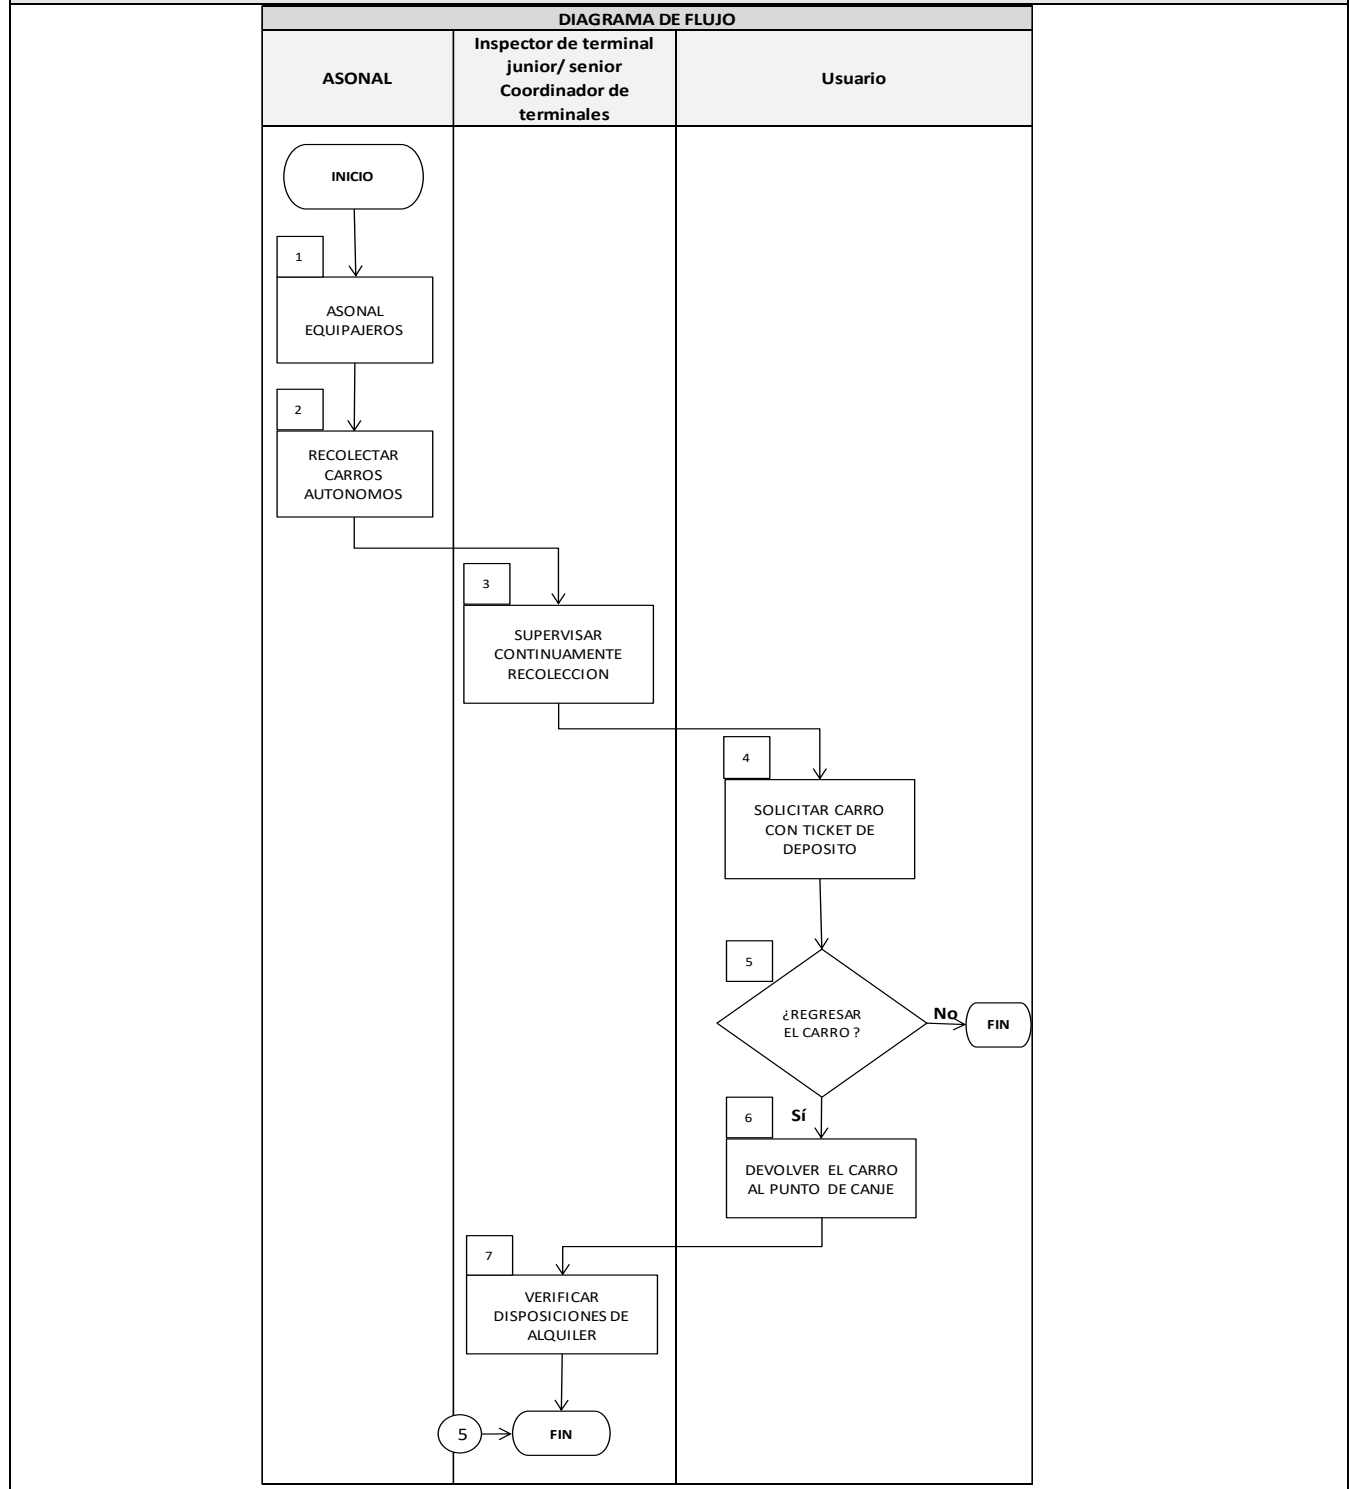 DIAGRAMA DE FLUJO
ASONAL
Inspector de terminal
junior/ senior
Coordinador de
terminales
Usuario
INICIO
1
ASONAL
EQUIPAJEROS
2
RECOLECTAR
CARROS
AUTONOMOS
3
SUPERVISAR
CONTINUAMENTE
RECOLECCION
4
SOLICITAR CARRO
CON TICKET DE
DEPOSITO
5
¿REGRESAR
EL CARRO ?
No
FIN
6
Sí
DEVOLVER EL CARRO
AL PUNTO DE CANJE
7
VERIFICAR
DISPOSICIONES DE
ALQUILER
5
FIN